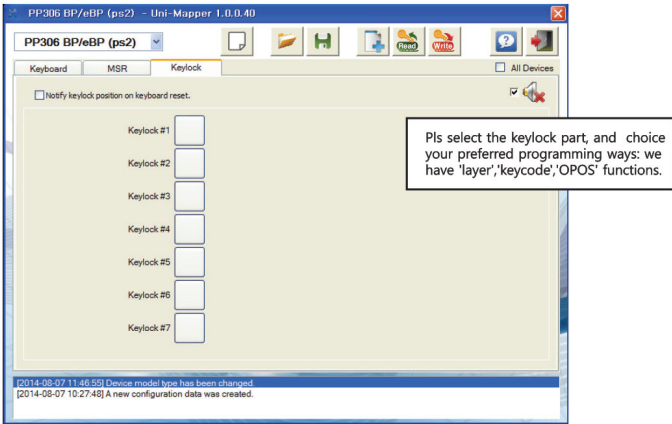 PP306 BP/eBP (ps2) - Uni-Mapper 1.0.0.40
PP306 BP/eBP (ps2)
Read
Write
?
Keyboard MSR Keylock
All Devices
Notify keylock position on keyboard reset.
Keylock #1
Keylock #2
Keylock #3
Keylock #4
Keylock #5
Keylock #6
Keylock #7
Pls select the keylock part, and choice
your preferred programming ways: we
have 'layer','keycode','OPOS' functions.
[2014-08-07 11:46:55] Device model type has been changed.
[2014-08-07 10:27:48] A new configuration data was created.